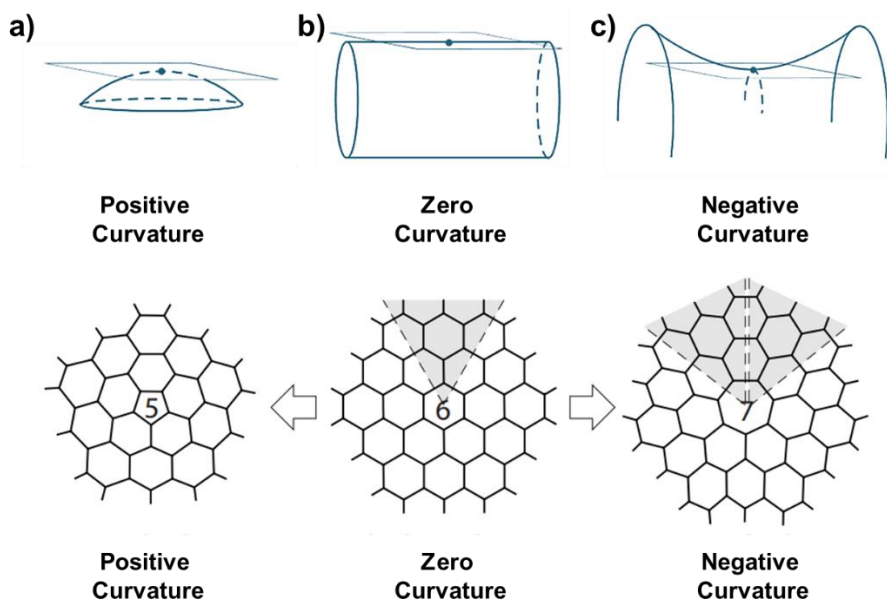 a)
b)
c)
Positive
Curvature
Zero
Curvature
Negative
Curvature
5
6
7
Positive
Curvature
Zero
Curvature
Negative
Curvature